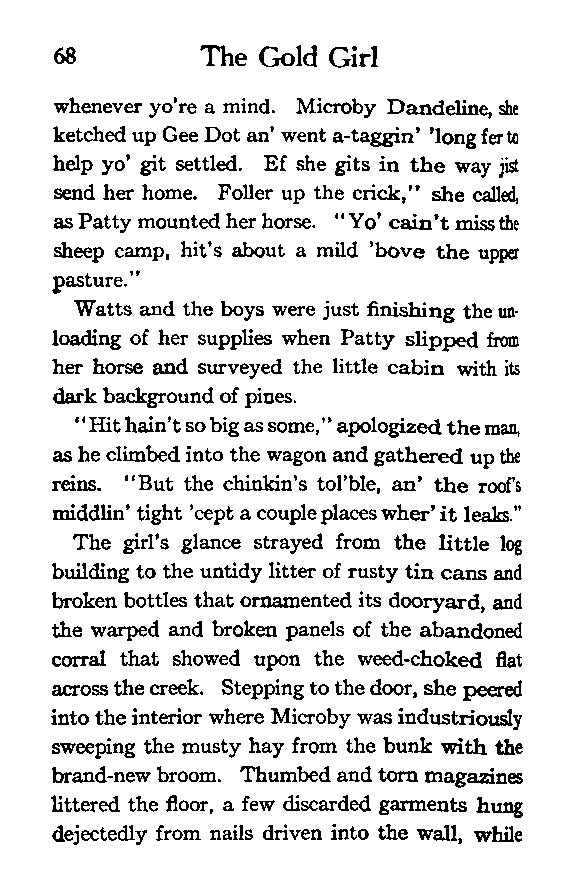 68 The Gold Girl
whenever yo're a mind. Microby Dandeline, she
ketched up Gee Dot an' went a-taggin' 'long fer to
help yo' git settled. Ef she gits in the way jist
send her home. Foller up the crick," she called,
as Patty mounted her horse. "Yo' cain't miss the
sheep camp, hit's about a mild 'bove the upper
pasture."
Watts and the boys were just finishing the un-
loading of her supplies when Patty slipped from
her horse and surveyed the little cabin with its
dark background of pines.
"Hit hain't so big as some," apologized the man,
as he climbed into the wagon and gathered up the
reins. "But the chinkin's tol'ble, an' the roof's
middlin' tight 'cept a couple places wher' it leaks."
The girl's glance strayed from the little log
building to the untidy litter of rusty tin cans and
broken bottles that ornamented its dooryard, and
the warped and broken panels of the abandoned
corral that showed upon the weed-choked flat
across the creek. Stepping to the door, she peered
into the interior where Microby was industriously
sweeping the musty hay from the bunk with the
brand-new broom. Thumbed and torn magazines
littered the floor, a few discarded garments hung
dejectedly from nails driven into the wall, while